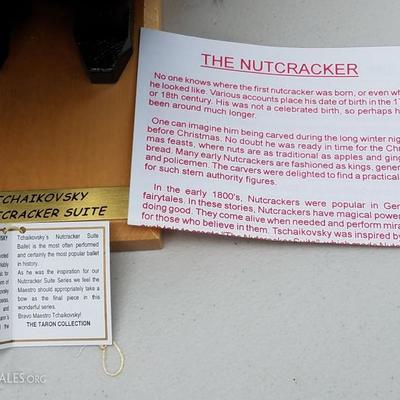 THE NUTCRACKER
No one knows where the first nutcracker was born, or even wh
he looked like. Various accounts place his date of birth in the 17
or 18th century. His was not a celebrated birth, so perhaps h
been around much longer.
One can imagine him being carved during the long winter nig
before Christmas. No doubt he was ready in time for the Chr
mas feasts, where nuts are as traditional as apples and ging
bread. Many early Nutcrackers are fashioned as kings, gener
and policemen. The carvers were delighted to find a practical
for such stern authority figures.
In the early 1800's, Nutcrackers were popular in Ger
fairytales. In these stories, Nutcrackers have magical power
doing good. They come alive when needed and perform mira
for those who believe in them. Tschaikovsky was inspired by
TCHAIKOVSKY
TCRACKER SUITE
Tchaikovsky's Nutcracker Suite
Ballet is the most often performed
and certainly the most popular ballet
in history.
As he was the inspiration for our
Nutcracker Suite Series we feel the
Maestro should appropriately take a
bow as the final piece in this
wonderful series.
Bravo Maestro Tchaikovsky!
THE TARON COLLECTION
ALES.ORG